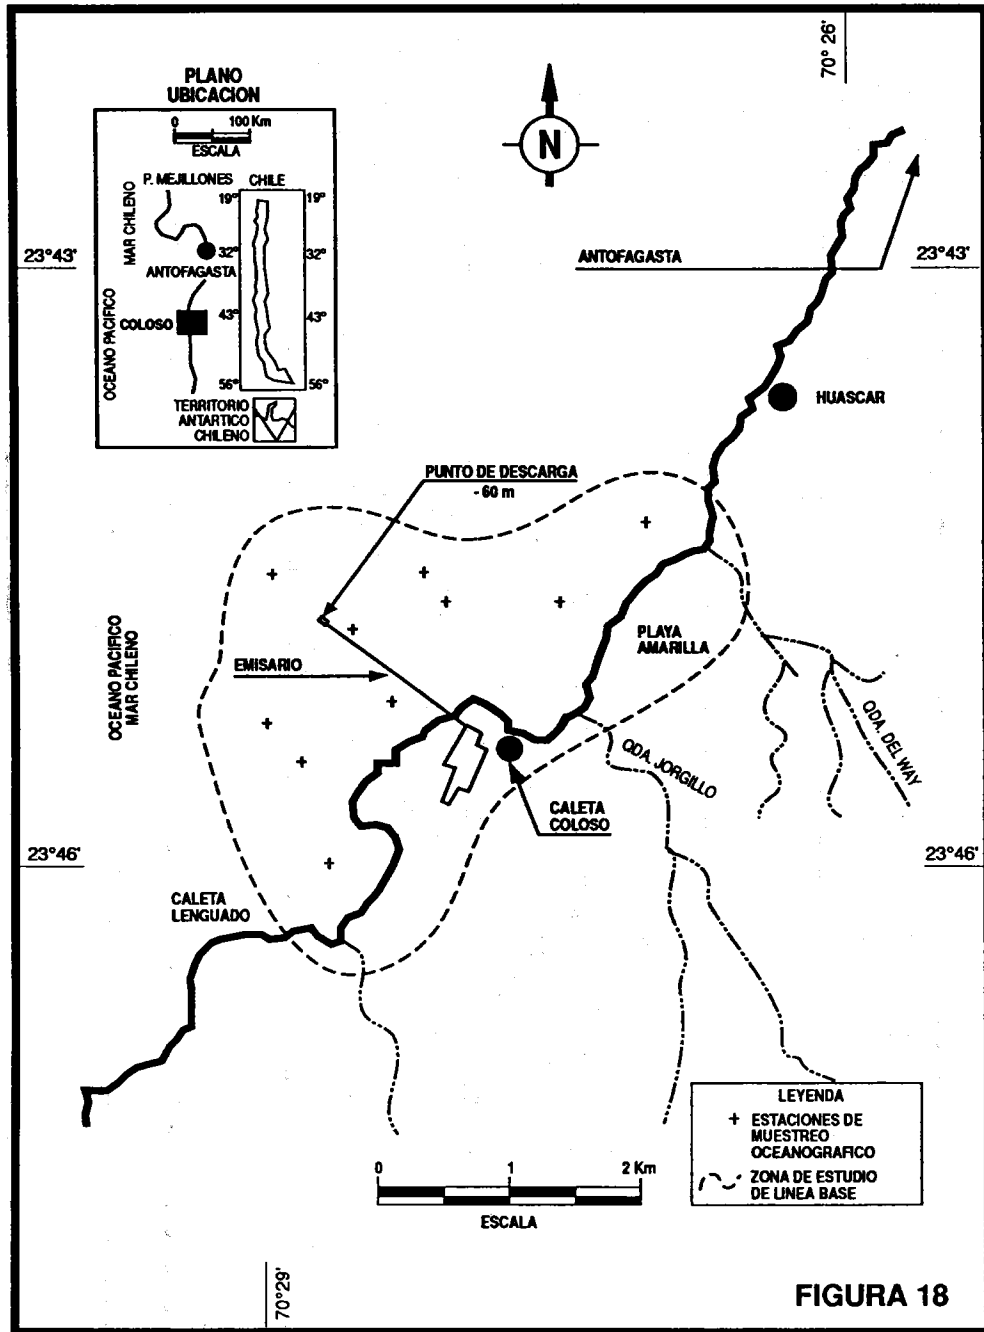 70° 26'
PLANO
UBICACION
0 100 Km
ESCALA
P. MEJILLONES
CHILE
MAR CHILENO
19° 19°
32° 32°
ANTOFAGASTA
OCEANO PACIFICO
COLOSO
43° 43°
56° 56°
TERRITORIO
ANTARTICO
CHILENO
N
23°43'
ANTOFAGASTA
23°43'
HUASCAR
PUNTO DE DESCARGA
- 60 m
OCEANO PACIFICO
MAR CHILENO
EMISARIO
PLAYA
AMARILLA
QDA. DEL WAY
QDA. JORGILLO
CALETA
COLOSO
23°46'
23°46'
CALETA
LENGUADO
LEYENDA
+ ESTACIONES DE
MUESTREO
OCEANOGRAFICO
ZONA DE ESTUDIO
DE LINEA BASE
0 1 2 Km
ESCALA
70°29'
FIGURA 18